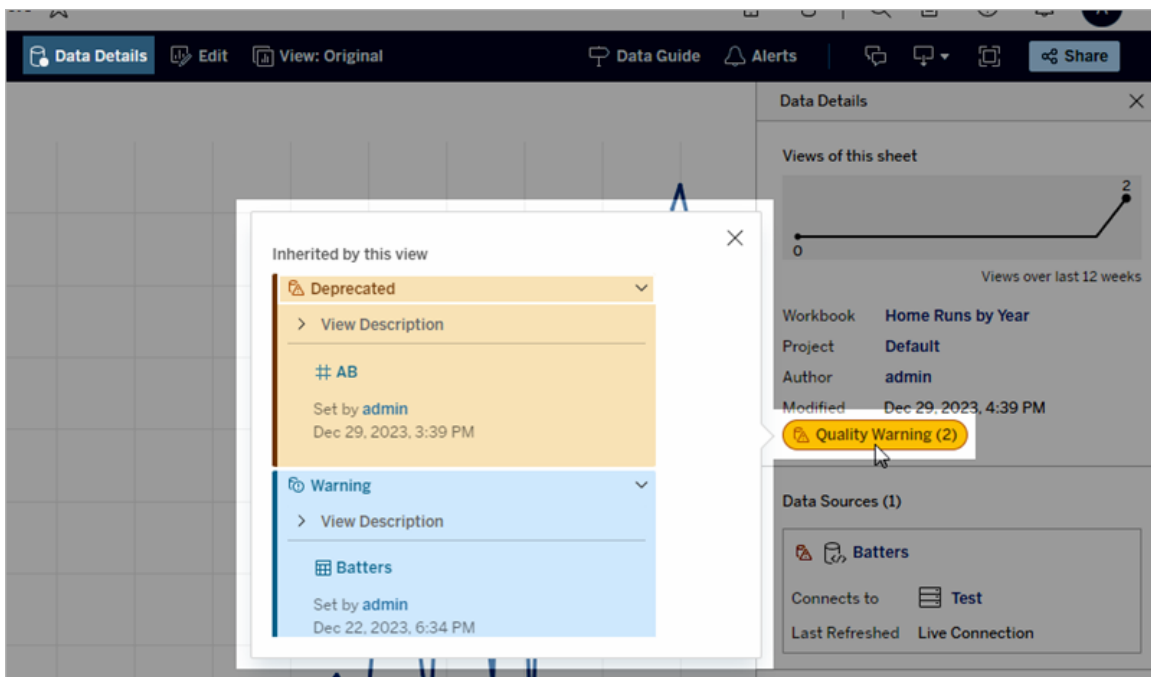 Data Details
Edit
View: Original
Data Guide
Alerts
Share
Data Details
Views of this sheet
2
0
Views over last 12 weeks
Workbook Home Runs by Year
Project Default
Author admin
Modified Dec 29, 2023, 4:39 PM
Quality Warning (2)
Data Sources (1)
Batters
Connects to Test
Last Refreshed Live Connection
Inherited by this view
Deprecated
View Description
AB
Set by admin
Dec 29, 2023, 3:39 PM
Warning
View Description
Batters
Set by admin
Dec 22, 2023, 6:34 PM